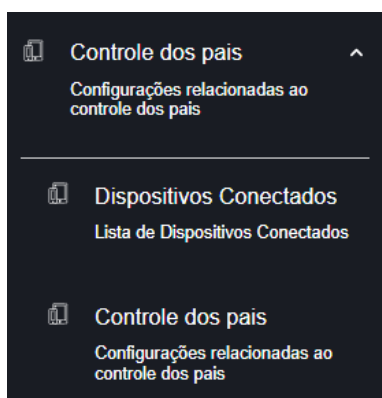 Controle dos pais
Configurações relacionadas ao
controle dos pais
Dispositivos Conectados
Lista de Dispositivos Conectados
Controle dos pais
Configurações relacionadas ao
controle dos pais